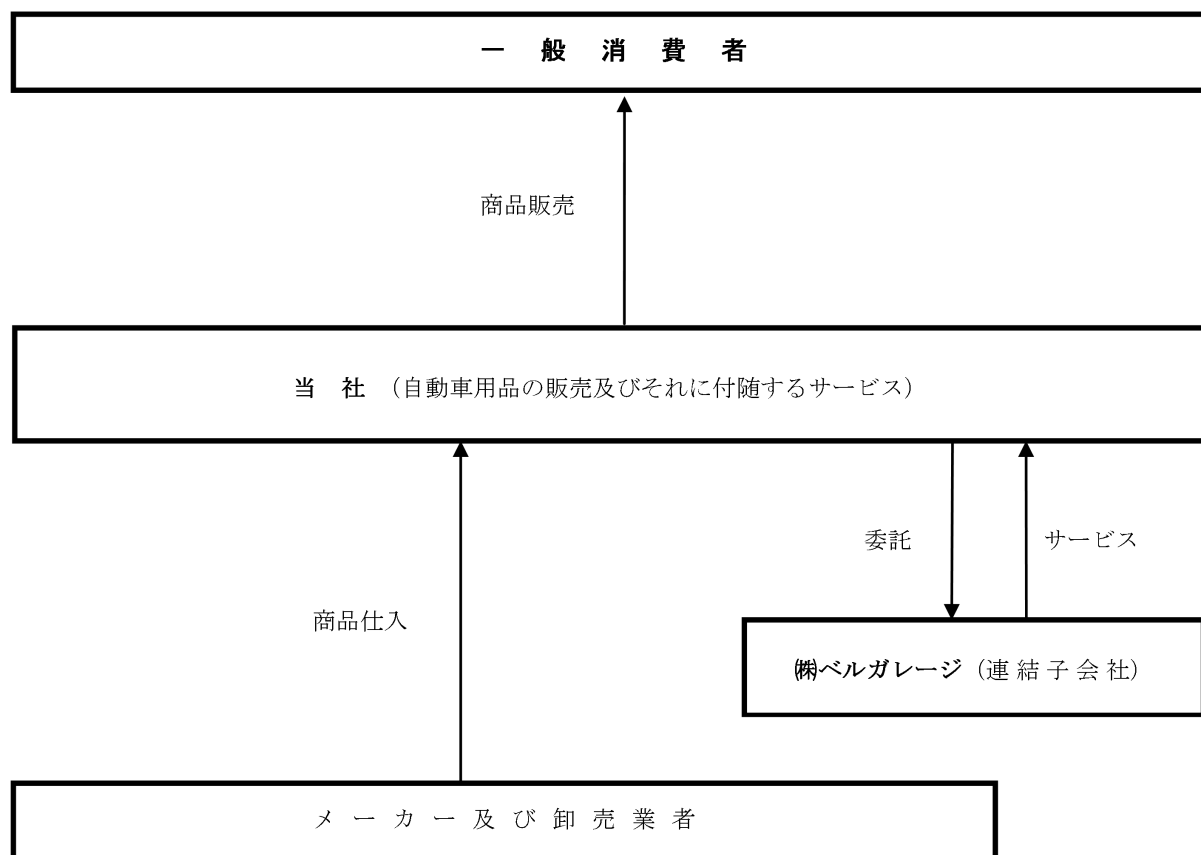 一般消費者
商品販売
当社（自動車用品の販売及びそれに付随するサービス）
委託
サービス
商品仕入
㈱ベルガレージ（連結子会社）
メーカー及び卸売業者